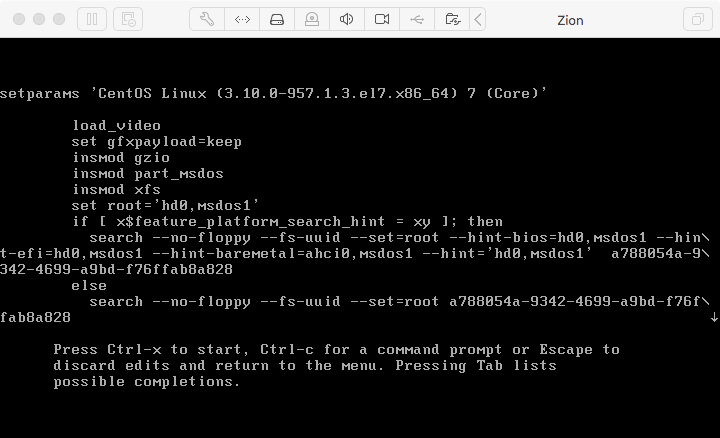 Zion
setparams 'CentOS Linux (3.10.0-957.1.3.el7.x86_64) 7 (Core)'
load_video
set gfxpayload=keep
insmod gzio
insmod part_msdos
insmod xfs
set root='hd0,msdos1'
if [ x$feature_platform_search_hint = xy ]; then
search --no-floppy --fs-uuid --set=root --hint-bios=hd0,msdos1 --hin\
t-efi=hd0,msdos1 --hint-baremetal=ahci0,msdos1 --hint='hd0,msdos1'  a788054a-9\
342-4699-a9bd-f76ffab8a828
else
search --no-floppy --fs-uuid --set=root a788054a-9342-4699-a9bd-f76f\
fab8a828
Press Ctrl-x to start, Ctrl-c for a command prompt or Escape to
discard edits and return to the menu. Pressing Tab lists
possible completions.